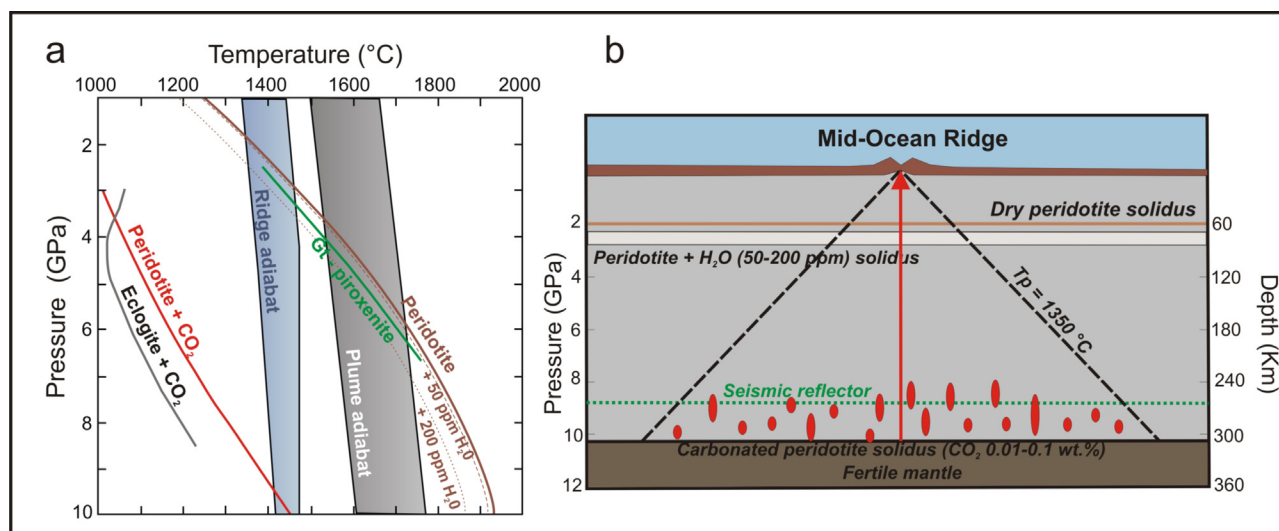 a
Temperature (°C)
1000
1200
1400
1600
1800
2000
Pressure (GPa)
2
4
6
8
10
Ridge adiabat
Plume adiabat
Gt - piroxenite
Peridotite
+ 50 ppm H₂0
+ 200 ppm H₂0
Peridotite + CO₂
Eclogite + CO₂
b
Mid-Ocean Ridge
Dry peridotite solidus
Peridotite + H₂O (50-200 ppm) solidus
Tp = 1350 °C
Seismic reflector
Carbonated peridotite solidus (CO₂ 0.01-0.1 wt.%)
Fertile mantle
Pressure (GPa)
2
4
6
8
10
12
Depth (Km)
60
120
180
240
300
360